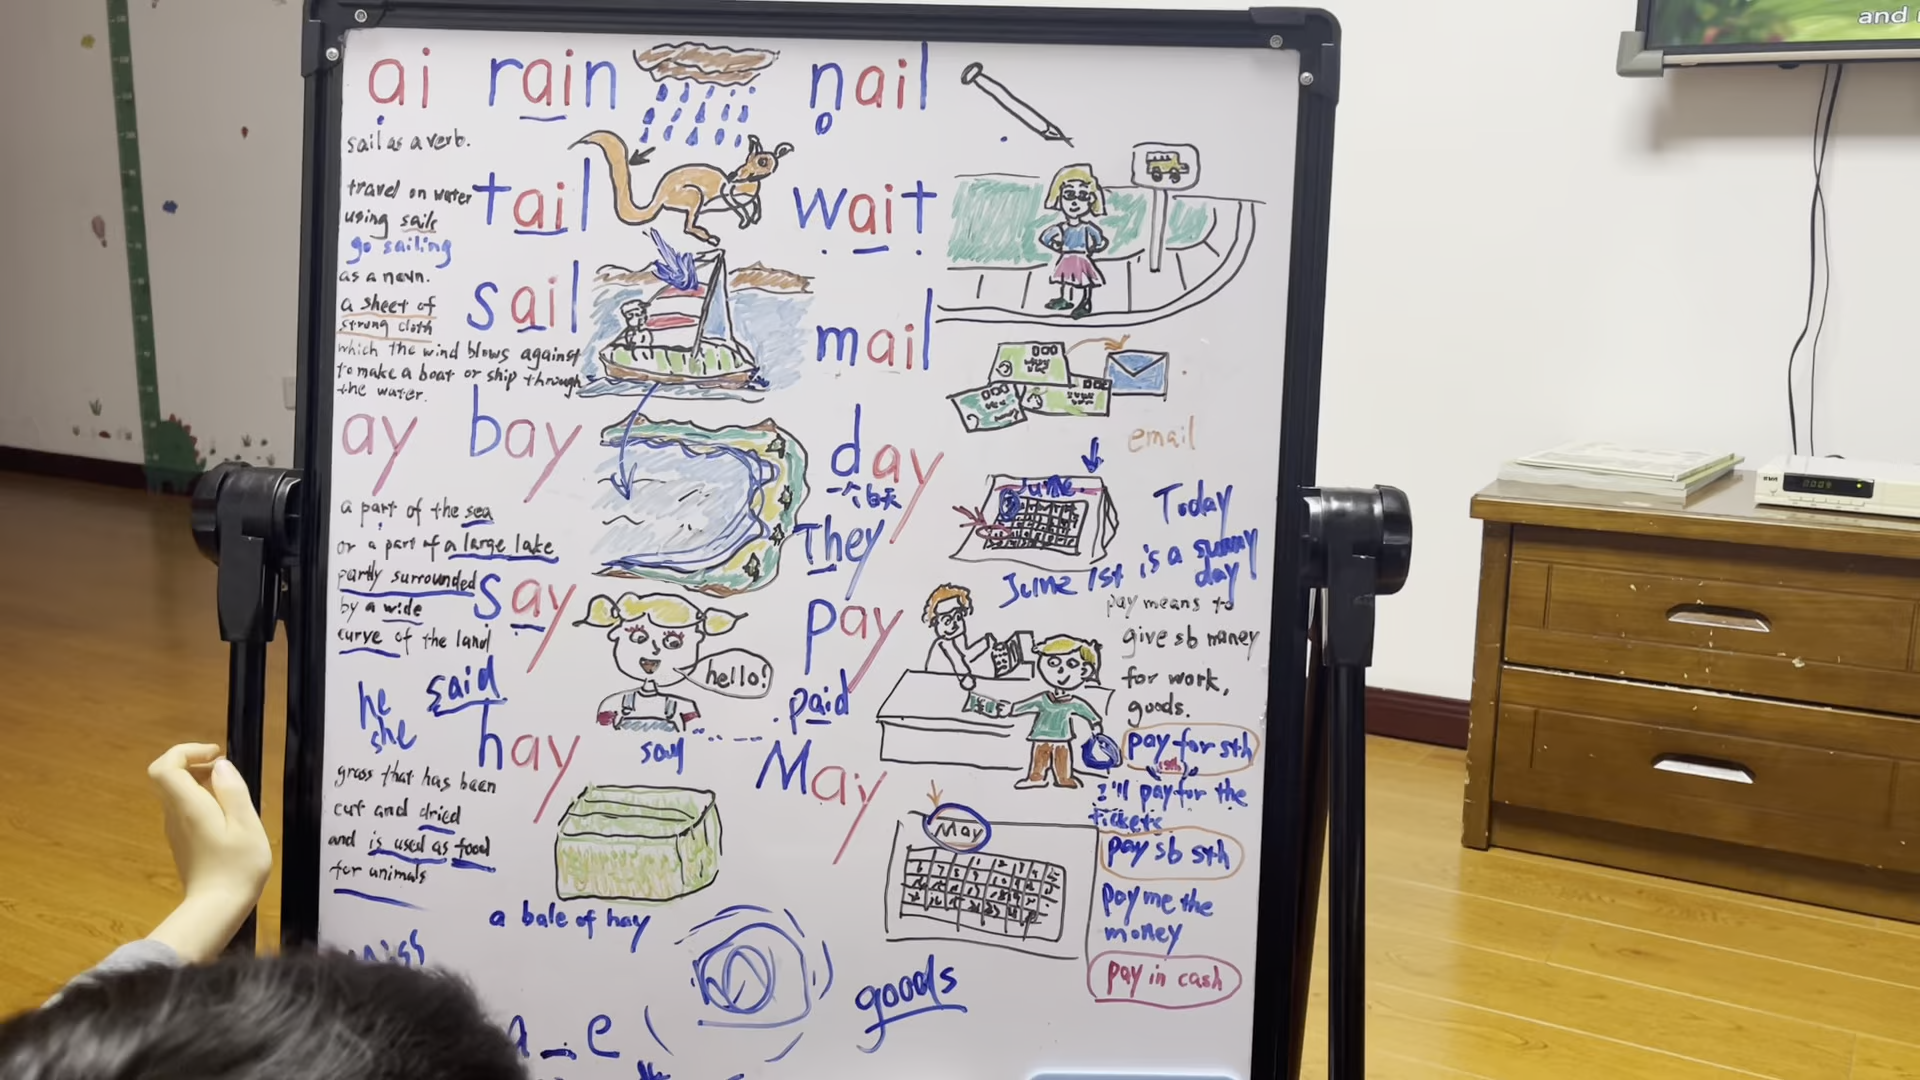 and
ai rain nail
sail as a verb.
travel on water
using sails
go sailing
tail wait
as a noun.
a sheet of
strong cloth
which the wind blows against
to make a boat or ship through
the water.
sail mail
email
ay bay day
一个白天
June
Today
is a sunny
day
June 1st
They
a part of the sea
or a part of a large lake
partly surrounded
by a wide
curve of the land
say pay
hello!
he
she
said
paid
pay means to
give sb money
for work,
goods.
pay for sth
I'll pay for the
tickets
pay sb sth
pay me the
money
pay in cash
hay May
say
grass that has been
cut and dried
and is used as food
for animals
a bale of hay
May
miss
goods
a_e